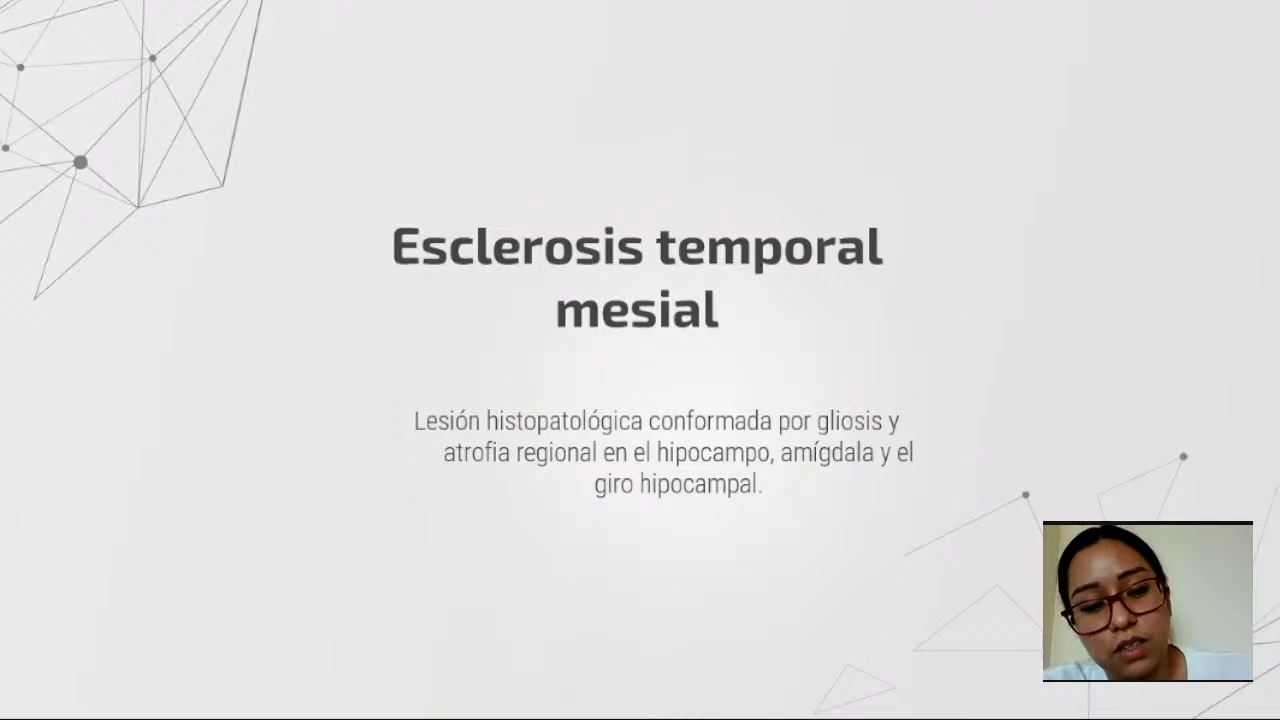 Esclerosis temporal
mesial
Lesión histopatológica conformada por gliosis y
atrofia regional en el hipocampo, amígdala y el
giro hipocampal.